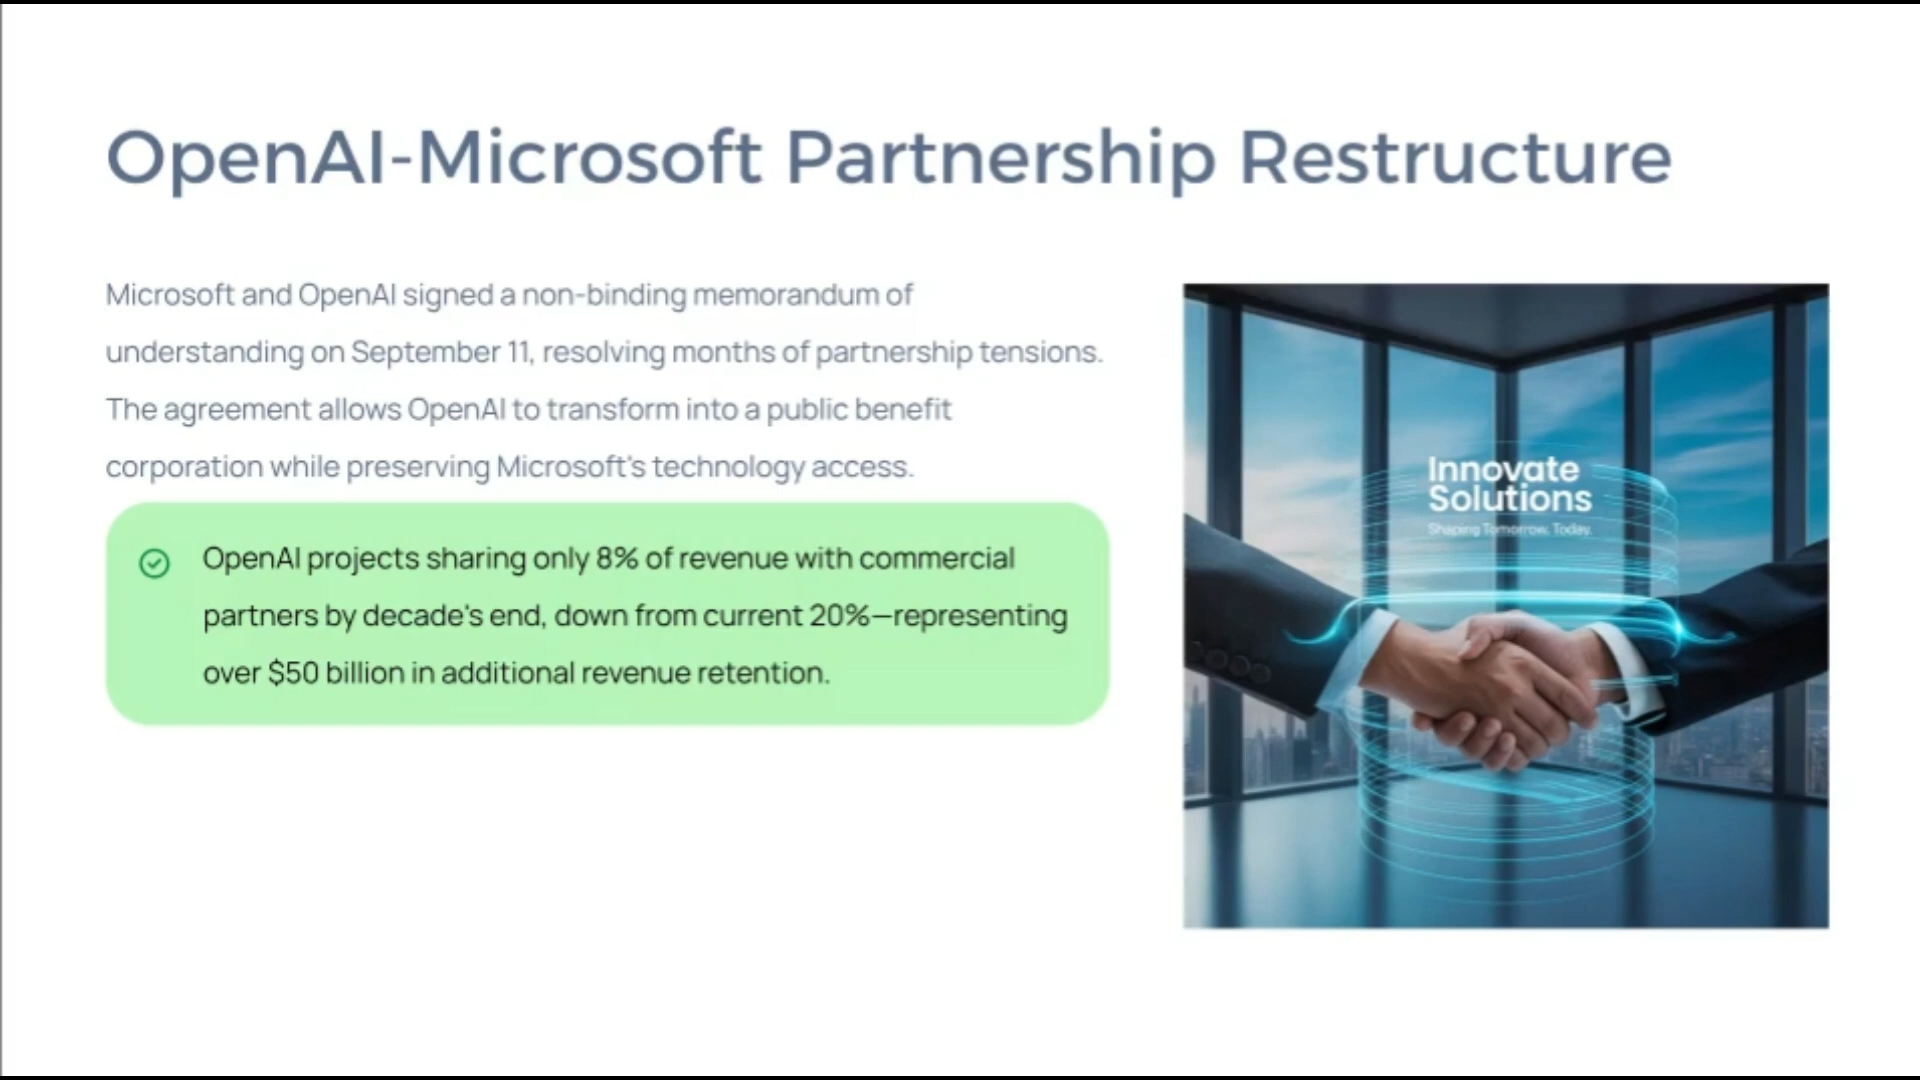 OpenAI-Microsoft Partnership Restructure
Microsoft and OpenAI signed a non-binding memorandum of
understanding on September 11, resolving months of partnership tensions.
The agreement allows OpenAI to transform into a public benefit
corporation while preserving Microsoft's technology access.
OpenAI projects sharing only 8% of revenue with commercial
partners by decade's end, down from current 20%—representing
over $50 billion in additional revenue retention.
Innovate
Solutions
Shaping Tomorrow. Today.